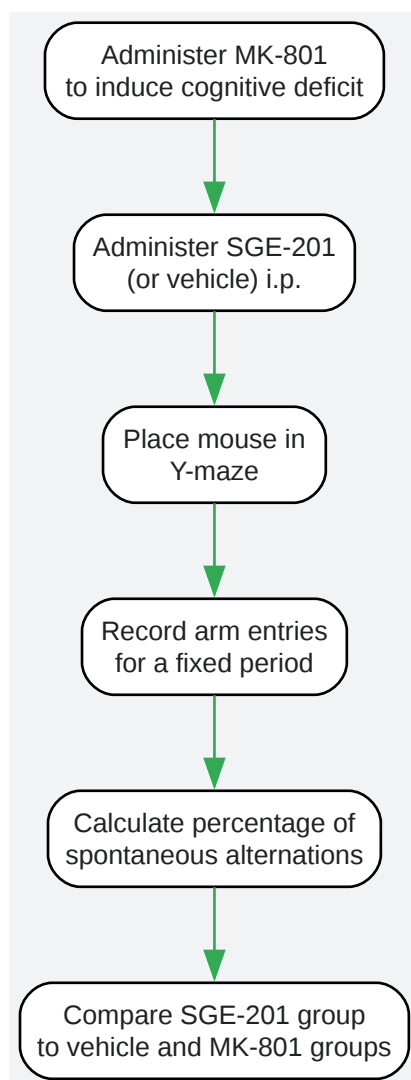 Administer MK-801
to induce cognitive deficit
Administer SGE-201
(or vehicle) i.p.
Place mouse in
Y-maze
Record arm entries
for a fixed period
Calculate percentage of
spontaneous alternations
Compare SGE-201 group
to vehicle and MK-801 groups